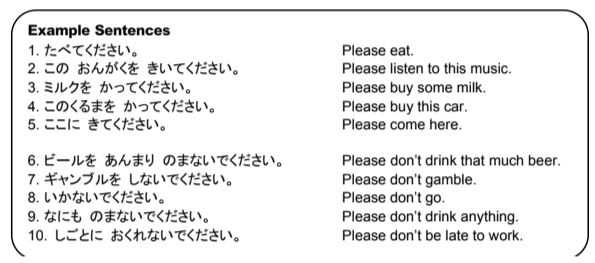 Example Sentences
1. たべてください。 Please eat.
2. この おんがくを きいてください。 Please listen to this music.
3. ミルクを かってください。 Please buy some milk.
4. このくるまを かってください。 Please buy this car.
5. ここに きてください。 Please come here.
6. ビールを あんまり のまないでください。 Please don't drink that much beer.
7. ギャンブルを しないでください。 Please don't gamble.
8. いかないでください。 Please don't go.
9. なにも のまないでください。 Please don't drink anything.
10. しごとに おくれないでください。 Please don't be late to work.